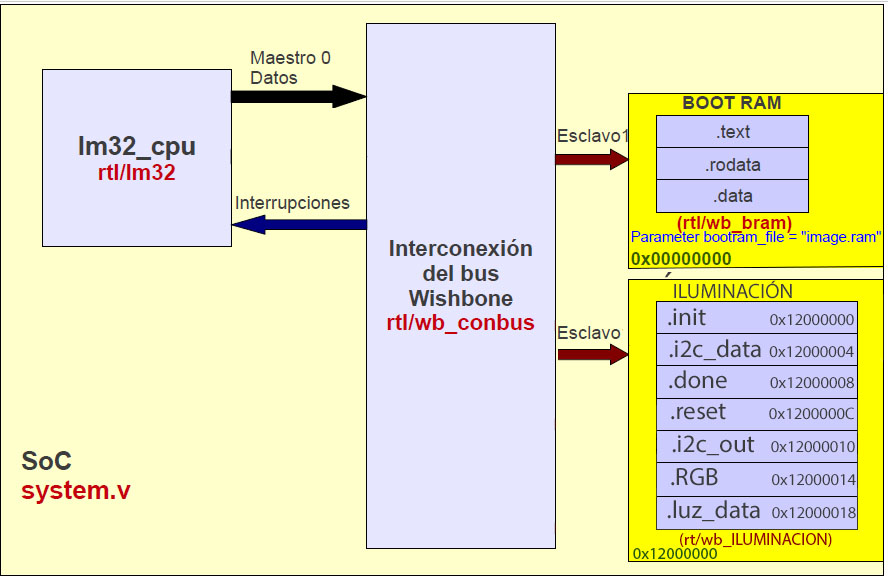 lm32_cpu
rtl/lm32
Maestro 0
Datos
Interrupciones
Interconexión
del bus
Wishbone
rtl/wb_conbus
Esclavo1
BOOT RAM
.text
.rodata
.data
(rtl/wb_bram)
Parameter bootram_file = "image.ram"
0x00000000
Esclavo
ILUMINACIÓN
.init 0x12000000
.i2c_data 0x12000004
.done 0x12000008
.reset 0x1200000C
.i2c_out 0x12000010
.RGB 0x12000014
.luz_data 0x12000018
(rt/wb_ILUMINACION)
0x12000000
SoC
system.v